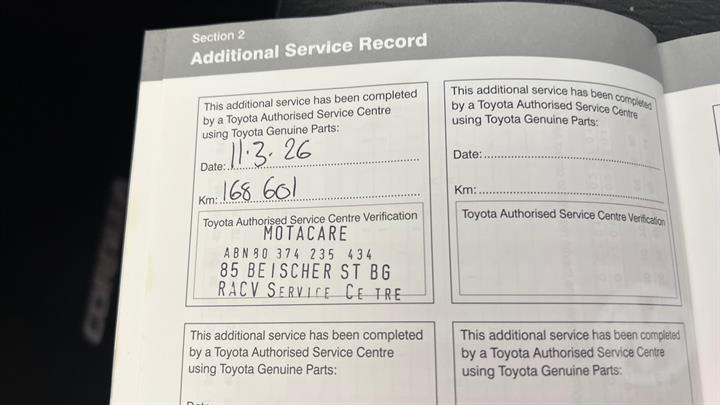 Section 2
Additional Service Record
This additional service has been completed
by a Toyota Authorised Service Centre
using Toyota Genuine Parts:
Date: 11.3.26
Km: 168 601
Toyota Authorised Service Centre Verification
MOTACARE
ABN 80 374 235 434
85 BEISCHER ST BG
RACV SERVICE CE TRE
This additional service has been completed
by a Toyota Authorised Service Centre
using Toyota Genuine Parts:
Date:
Km:
Toyota Authorised Service Centre Verification
This additional service has been completed
by a Toyota Authorised Service Centre
using Toyota Genuine Parts:
This additional service has been completed
by a Toyota Authorised Service Centre
using Toyota Genuine Parts: